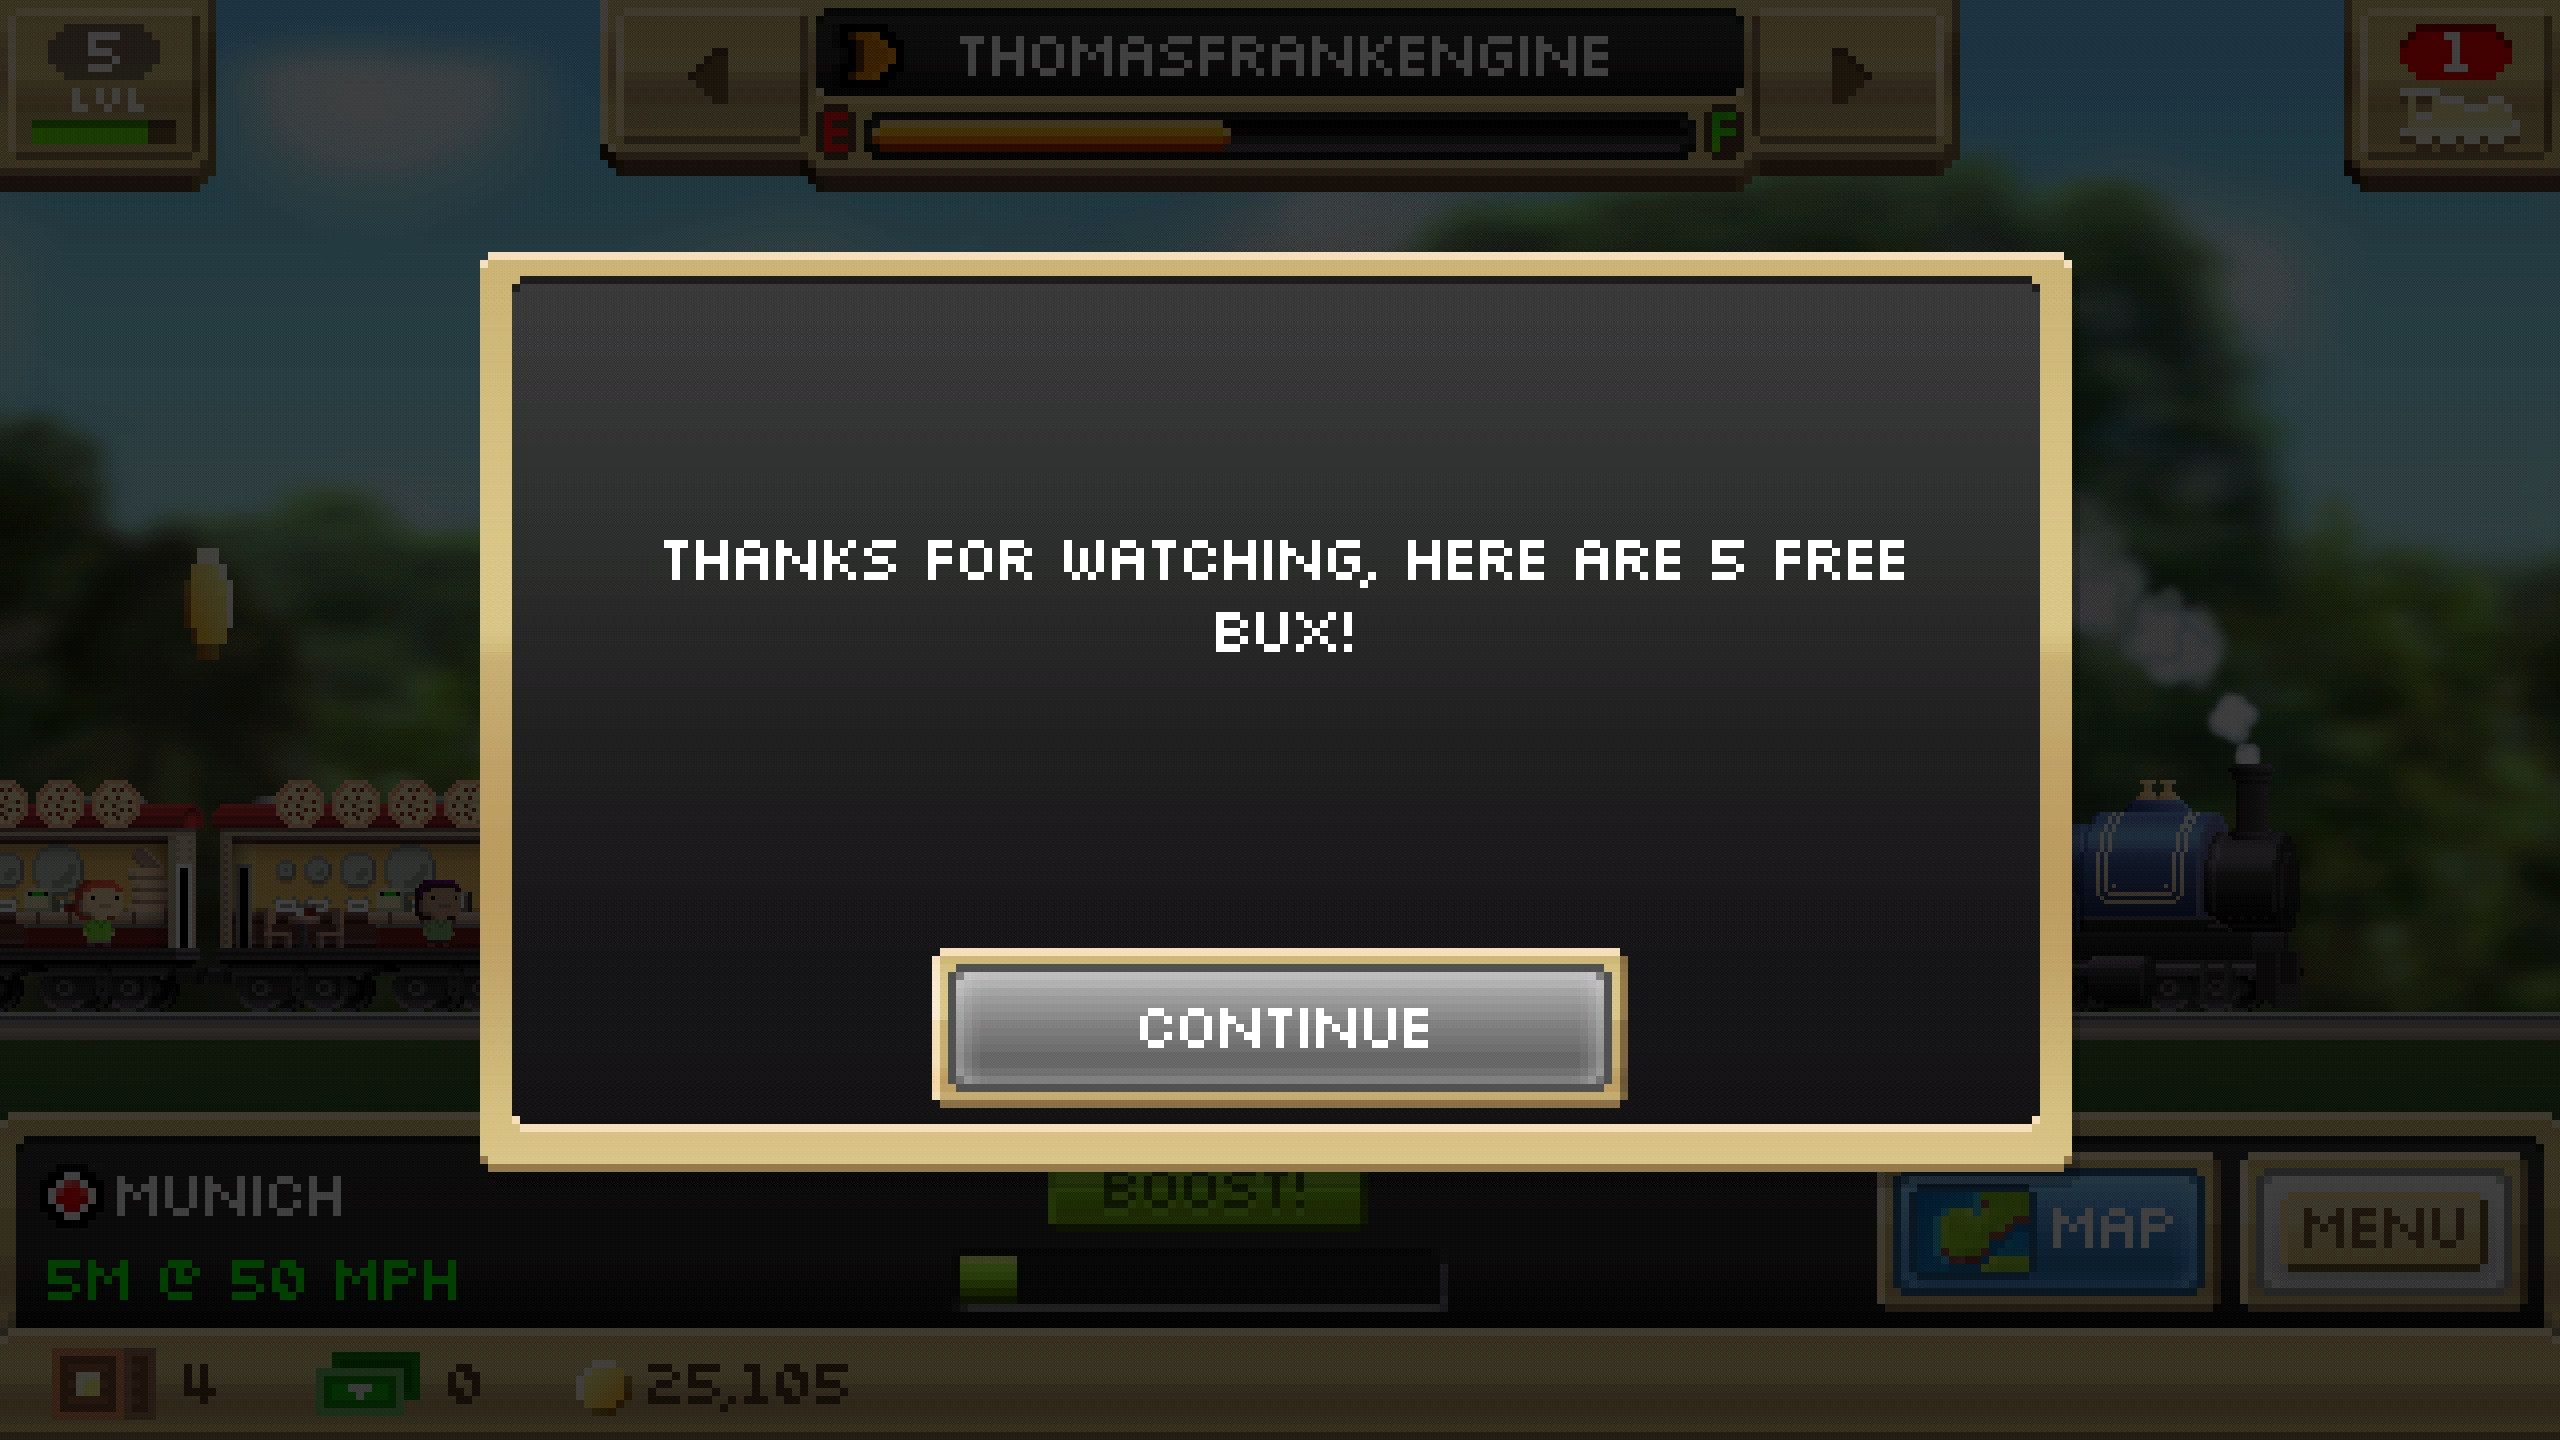 5
LVL
THOMASFRANKENGINE
E
F
1
THANKS FOR WATCHING, HERE ARE 5 FREE
BUX!
CONTINUE
MUNICH
5M @ 50 MPH
BOOST!
MAP
MENU
4
0
25,105